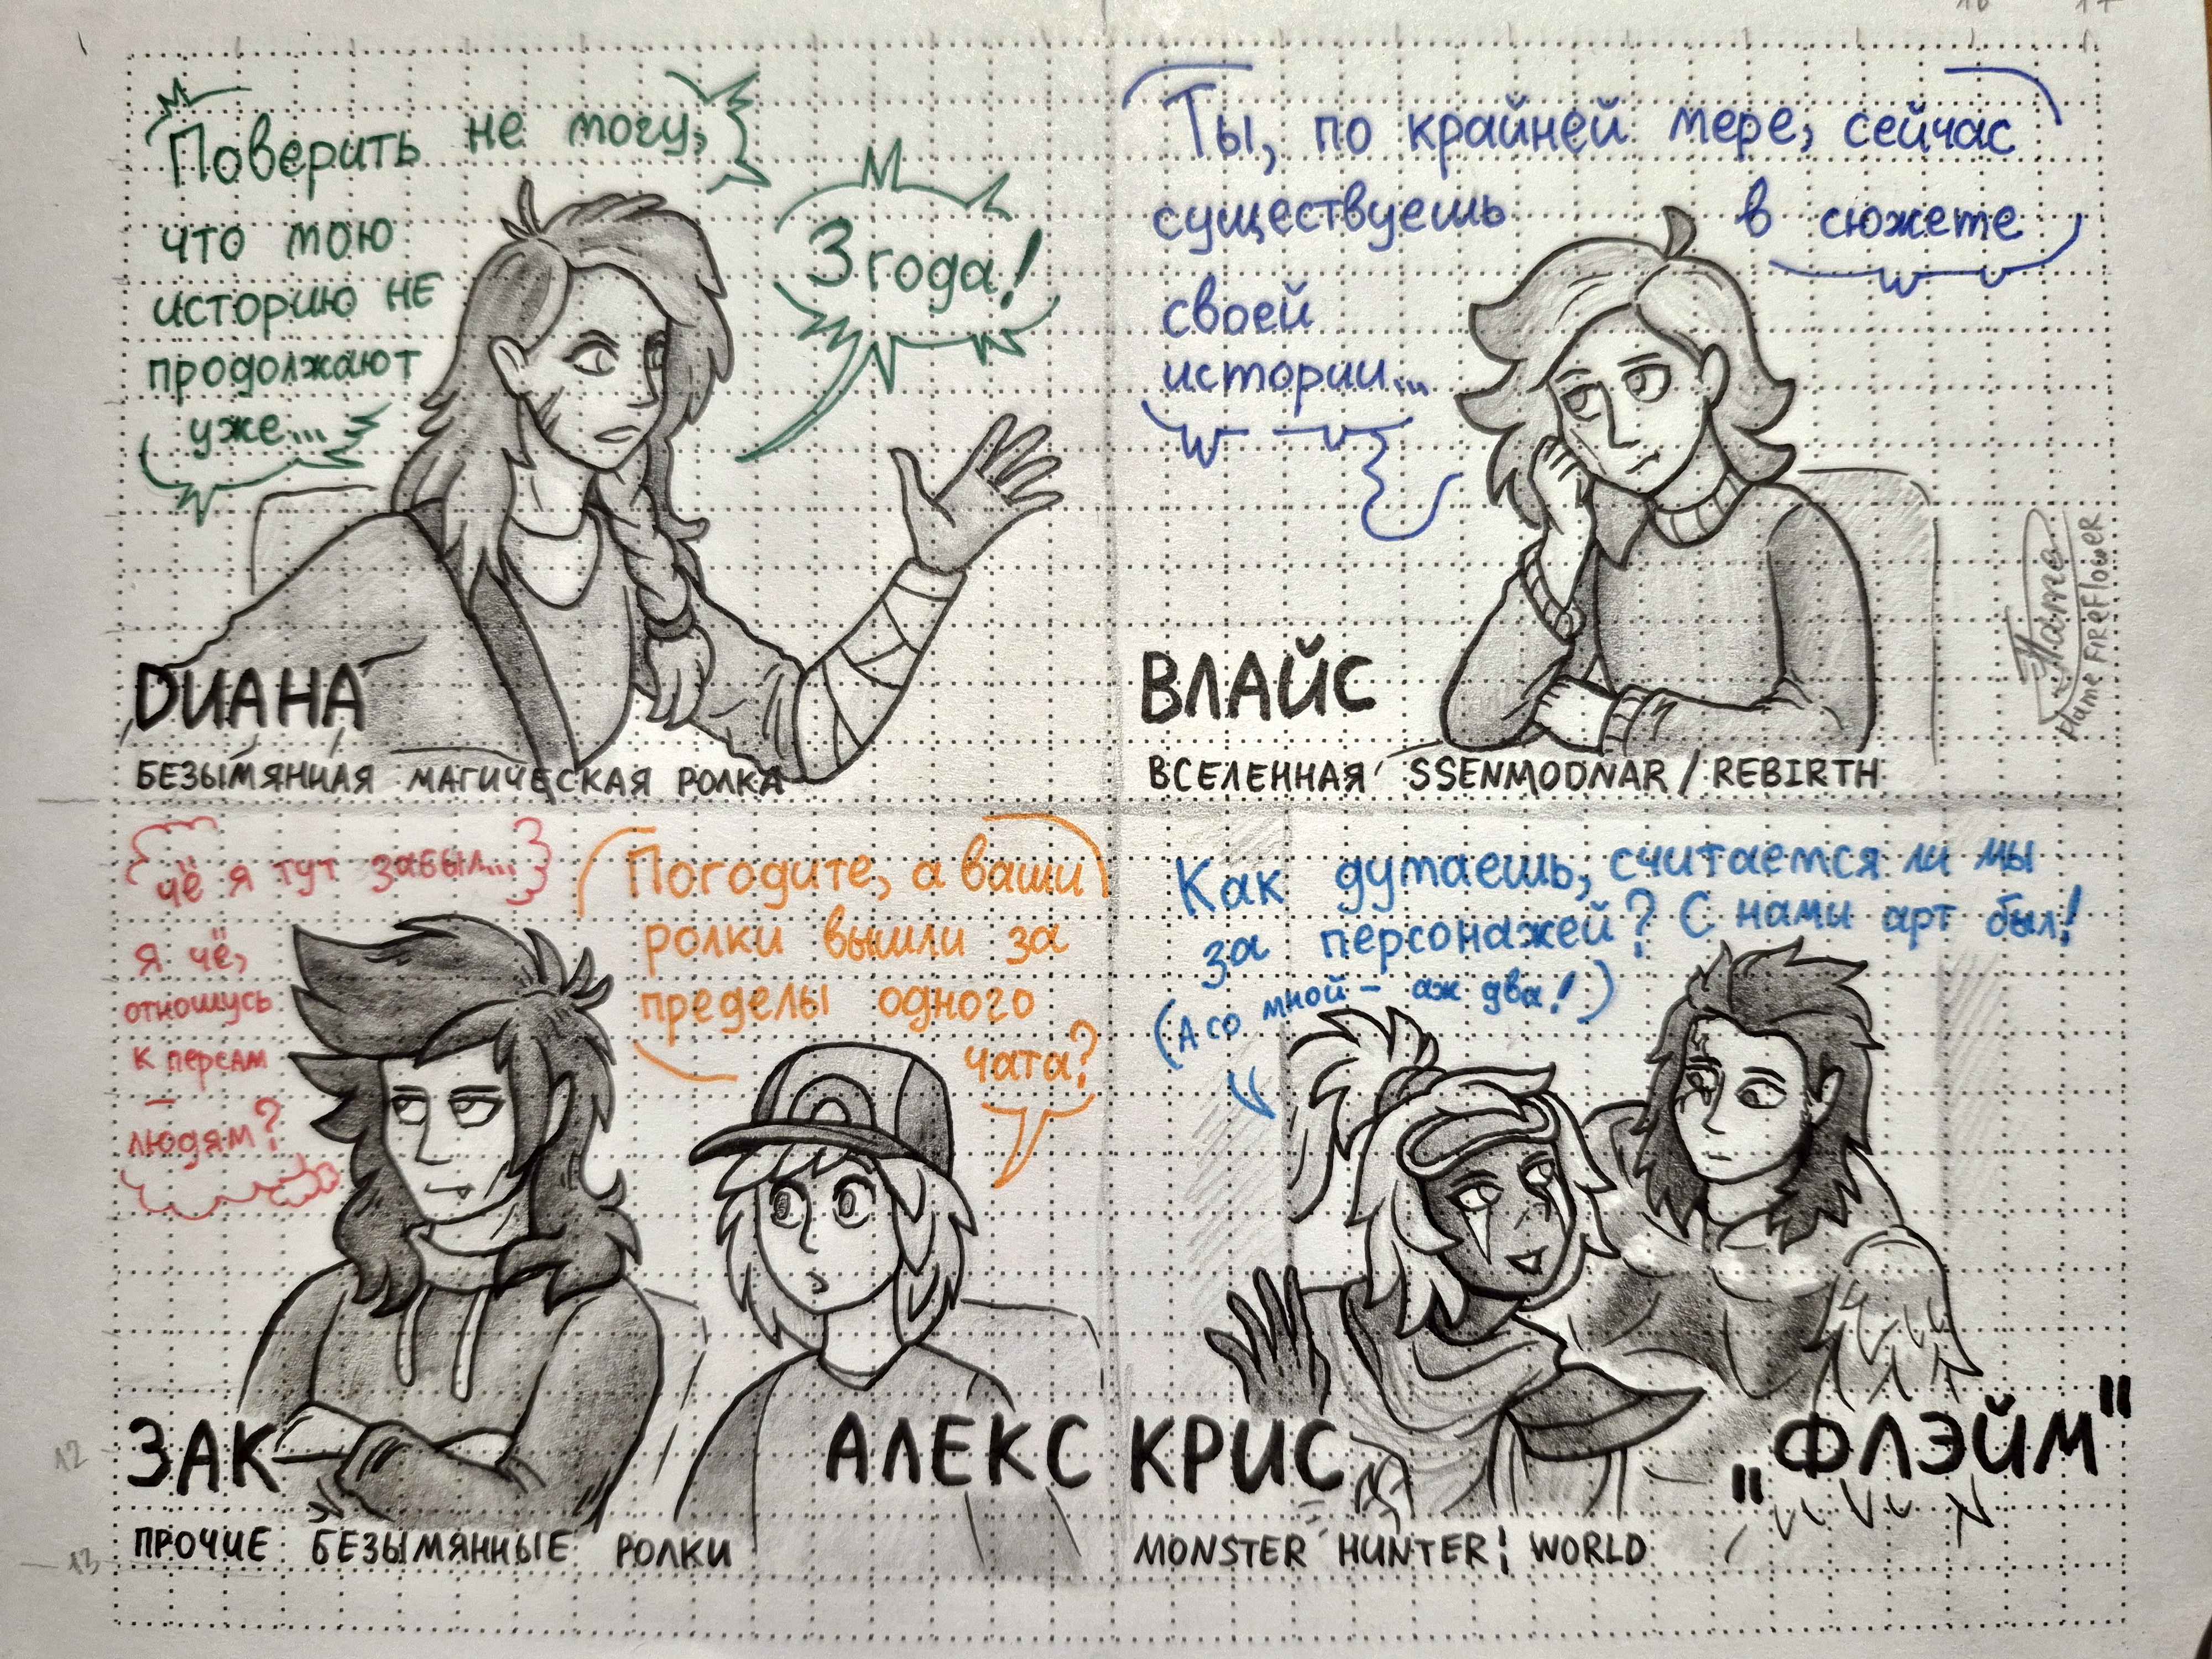 Поверить не могу,
что мою
историю НЕ
продолжают
уже...
3 года!
DИАНА
БЕЗЫМЯННАЯ МАГИЧЕСКАЯ РОЛКА
Ты, по крайней мере, сейчас
существуешь в сюжете
своей
истории...
ВЛАЙС
ВСЕЛЕННАЯ SSENMODNAR / REBIRTH
Flame FireFlower
чё я тут забыл...
Я чё,
отношусь
к персам
–
людям?
Погодите, а ваши
ролки вышли за
пределы одного
чата?
ЗАК
АЛЕКС
ПРОЧИЕ БЕЗЫМЯННЫЕ РОЛКИ
Как думаешь, считаемся ли мы
за персонажей? С нами арт был!
(А со мной – аж два!)
КРИС
„ФЛЭЙМ"
MONSTER HUNTER: WORLD
12
13